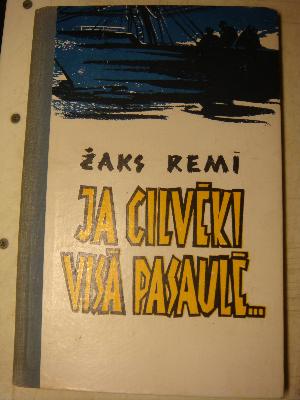 ŽAKS REMĪ
JA CILVĒKI
VISĀ PASAULĒ...